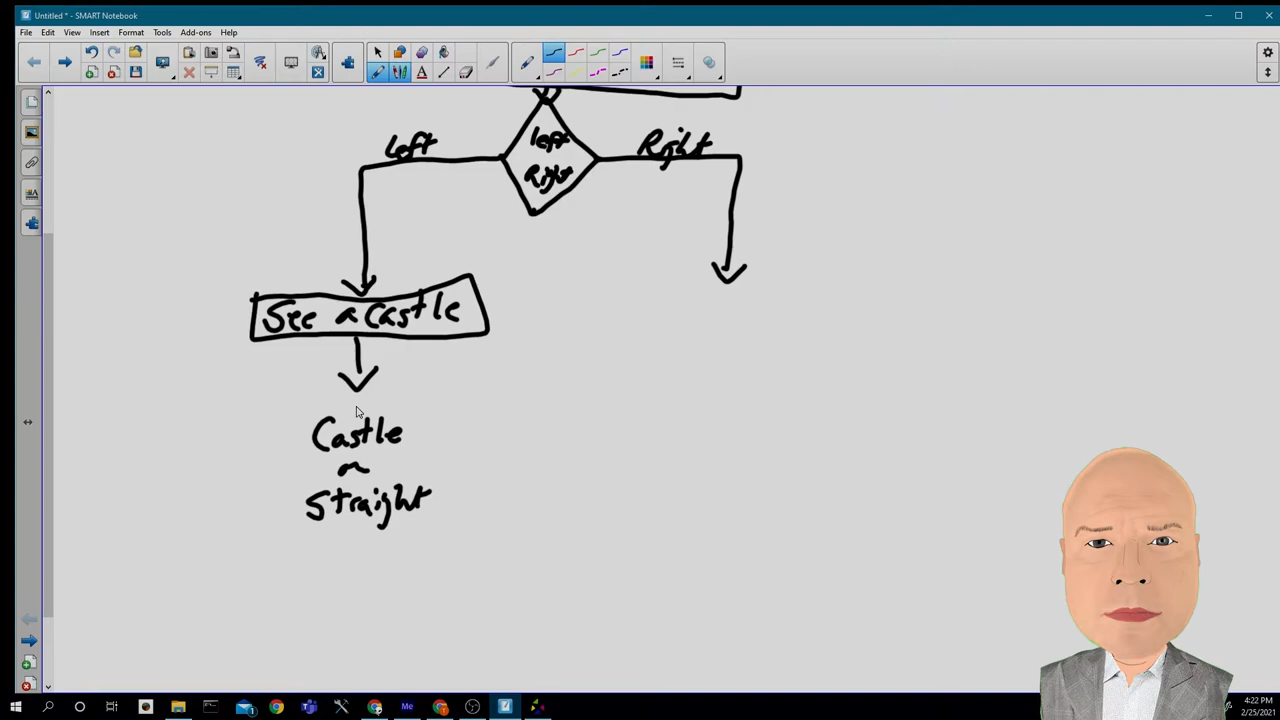 Untitled * - SMART Notebook
File Edit View Insert Format Tools Add-ons Help
Left
Left
Right
Right
See a Castle
Castle
or
Straight
4:22 PM
2/25/2021